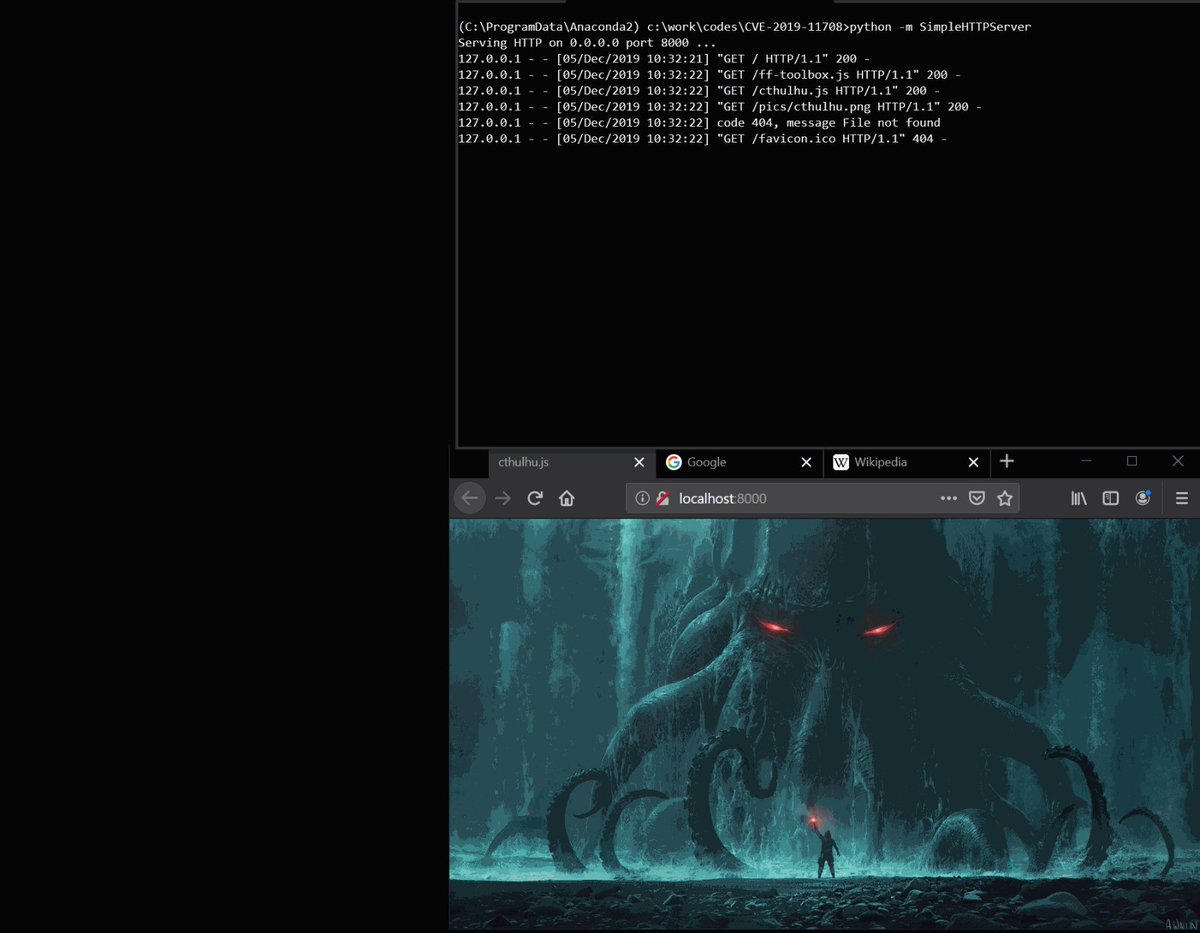 (C:\ProgramData\Anaconda2) c:\work\codes\CVE-2019-11708>python -m SimpleHTTPServer
Serving HTTP on 0.0.0.0 port 8000 ...
127.0.0.1 - - [05/Dec/2019 10:32:21] "GET / HTTP/1.1" 200 -
127.0.0.1 - - [05/Dec/2019 10:32:22] "GET /ff-toolbox.js HTTP/1.1" 200 -
127.0.0.1 - - [05/Dec/2019 10:32:22] "GET /cthulhu.js HTTP/1.1" 200 -
127.0.0.1 - - [05/Dec/2019 10:32:22] "GET /pics/cthulhu.png HTTP/1.1" 200 -
127.0.0.1 - - [05/Dec/2019 10:32:22] code 404, message File not found
127.0.0.1 - - [05/Dec/2019 10:32:22] "GET /favicon.ico HTTP/1.1" 404 -
cthulhu.js Google W Wikipedia
localhost:8000